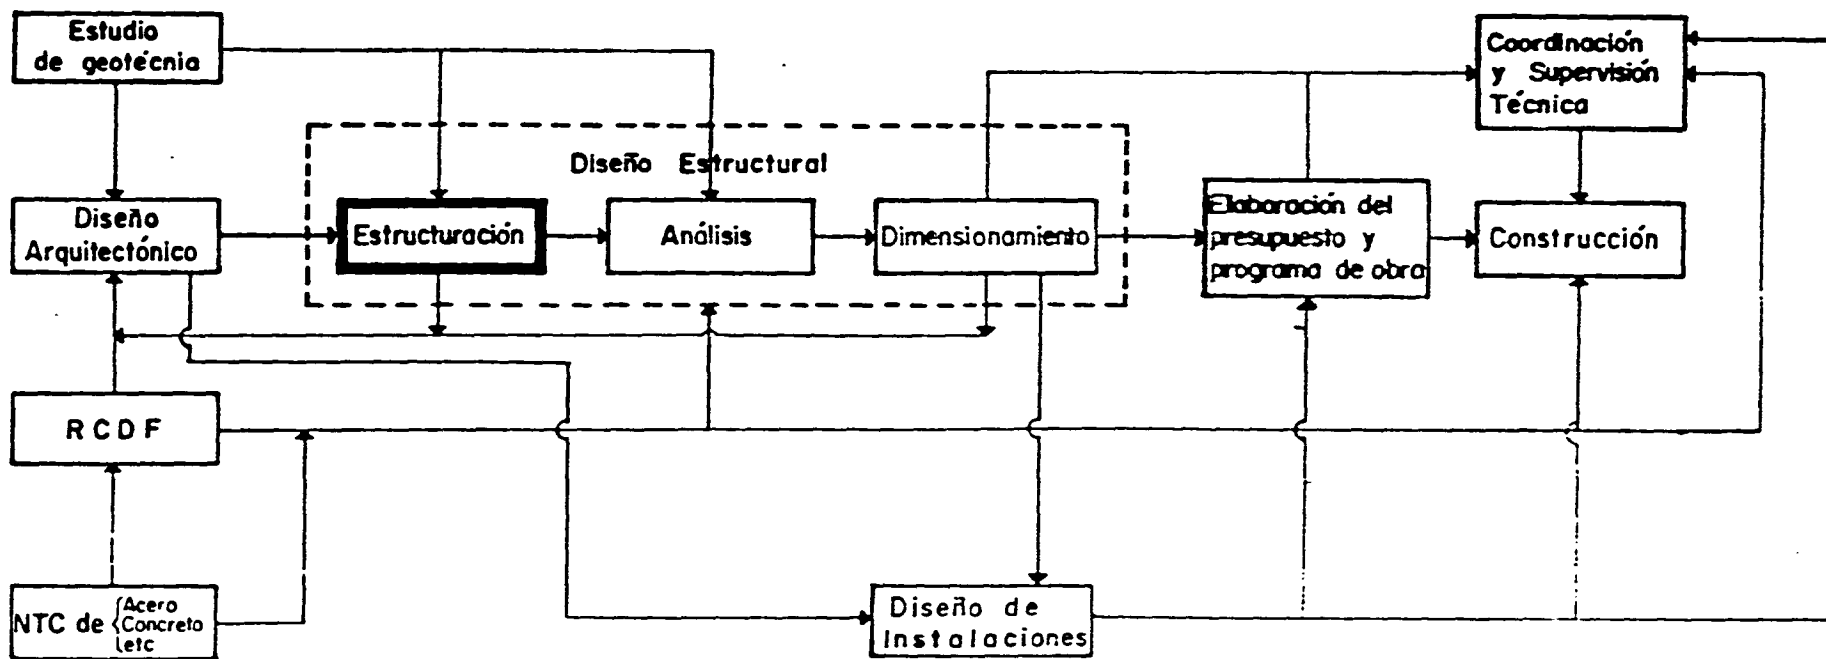 Estudio
de geotécnia
Coordinación
y Supervisión
Técnica
Diseño Estructural
Diseño
Arquitectónico
Estructuración
Análisis
Dimensionamiento
Elaboración del
presupuesto y
programa de obra
Construcción
RCDF
NTC de {Acero
Concreto
etc
Diseño de
Instalaciones